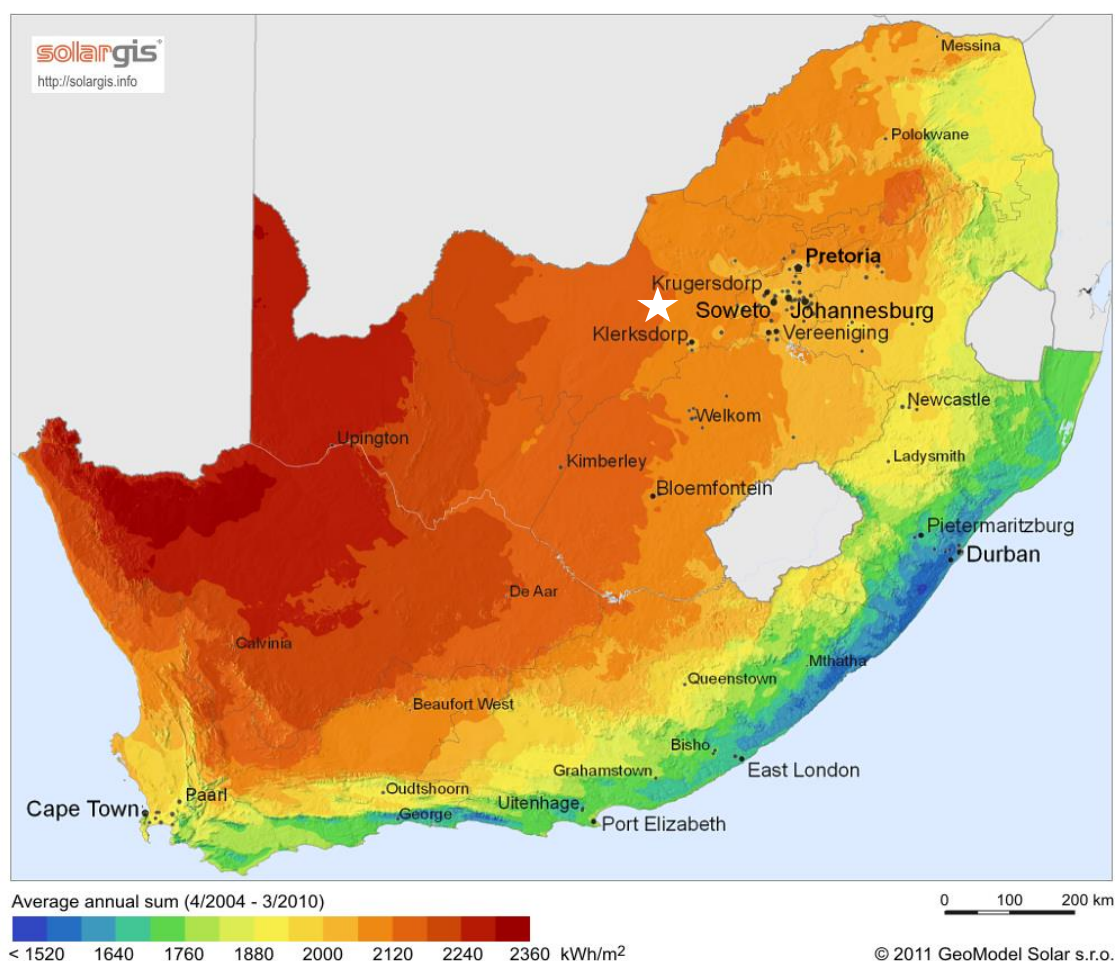 solargis
http://solargis.info
Messina
Polokwane
Pretoria
Krugersdorp
Soweto
Johannesburg
Klerksdorp
Vereeniging
Newcastle
Welkom
Upington
Ladysmith
Kimberley
Bloemfontein
Pietermaritzburg
Durban
De Aar
Calvinia
Mthatha
Queenstown
Beaufort West
Bisho
East London
Grahamstown
Oudtshoorn
Paarl
Uitenhage
Cape Town
George
Port Elizabeth
Average annual sum (4/2004 - 3/2010)
0 100 200 km
< 1520 1640 1760 1880 2000 2120 2240 2360 kWh/m²
© 2011 GeoModel Solar s.r.o.